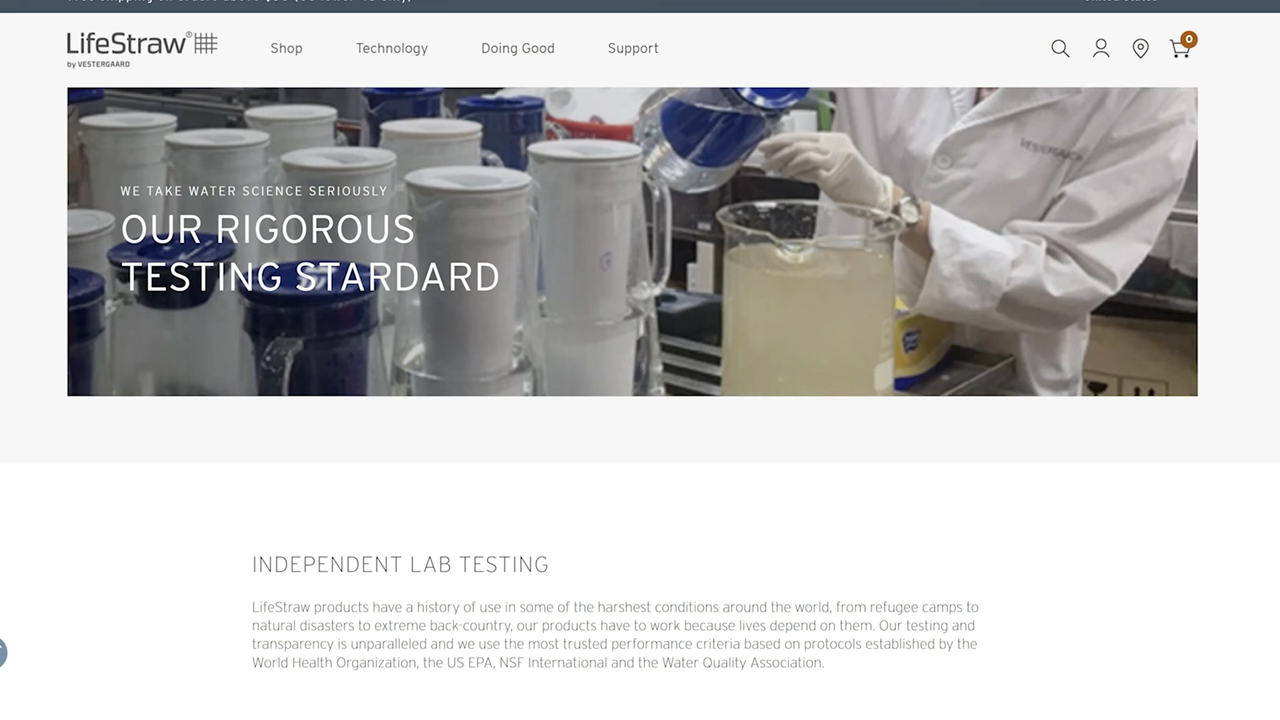 LifeStraw®
by VESTERGAARD
Shop
Technology
Doing Good
Support
0
VESTERGAARD
WE TAKE WATER SCIENCE SERIOUSLY
OUR RIGOROUS
TESTING STARDARD
INDEPENDENT LAB TESTING
LifeStraw products have a history of use in some of the harshest conditions around the world, from refugee camps to
natural disasters to extreme back-country, our products have to work because lives depend on them. Our testing and
transparency is unparalleled and we use the most trusted performance criteria based on protocols established by the
World Health Organization, the US EPA, NSF International and the Water Quality Association.